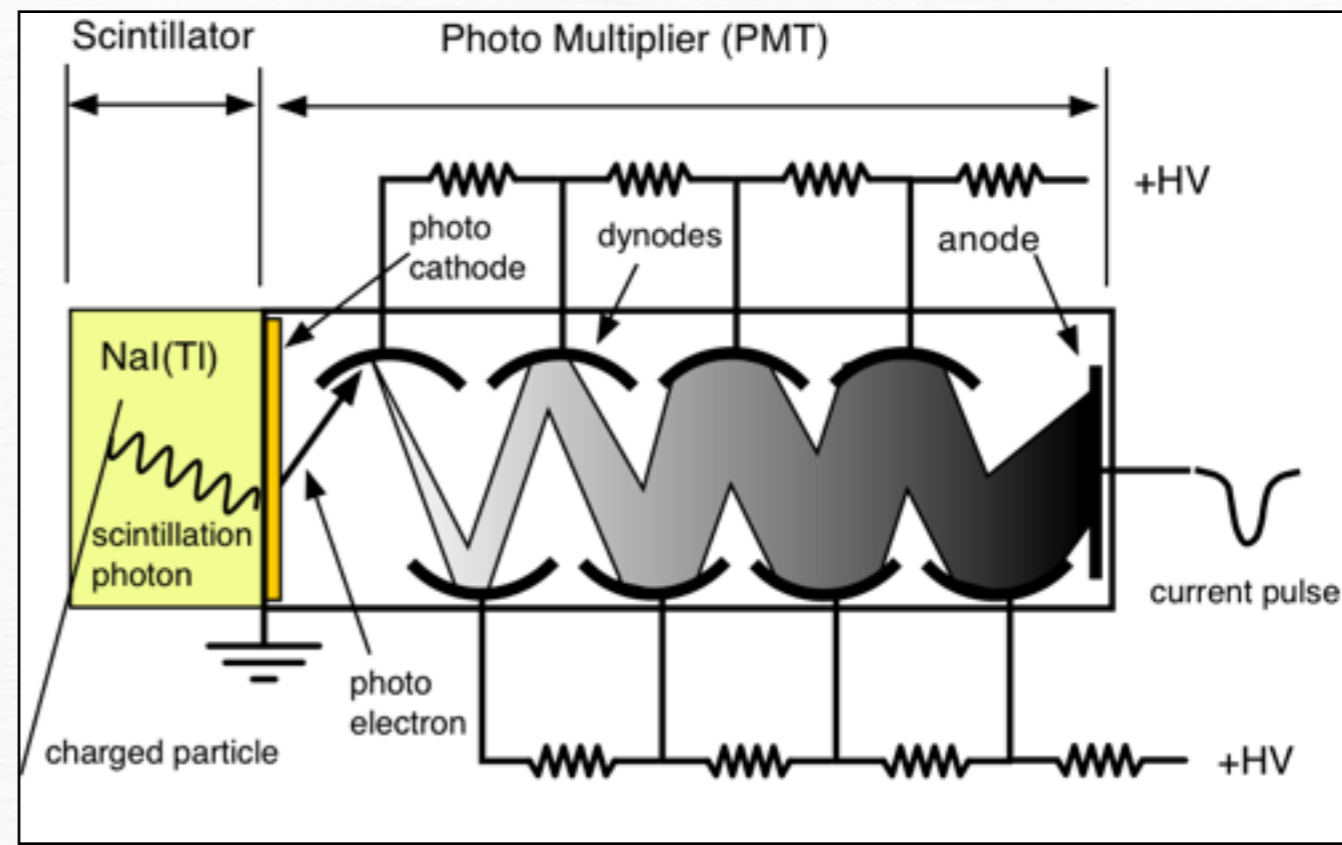 Scintillator
Photo Multiplier (PMT)
+HV
photo
cathode
dynodes
anode
NaI(Tl)
scintillation
photon
current pulse
photo
electron
charged particle
+HV